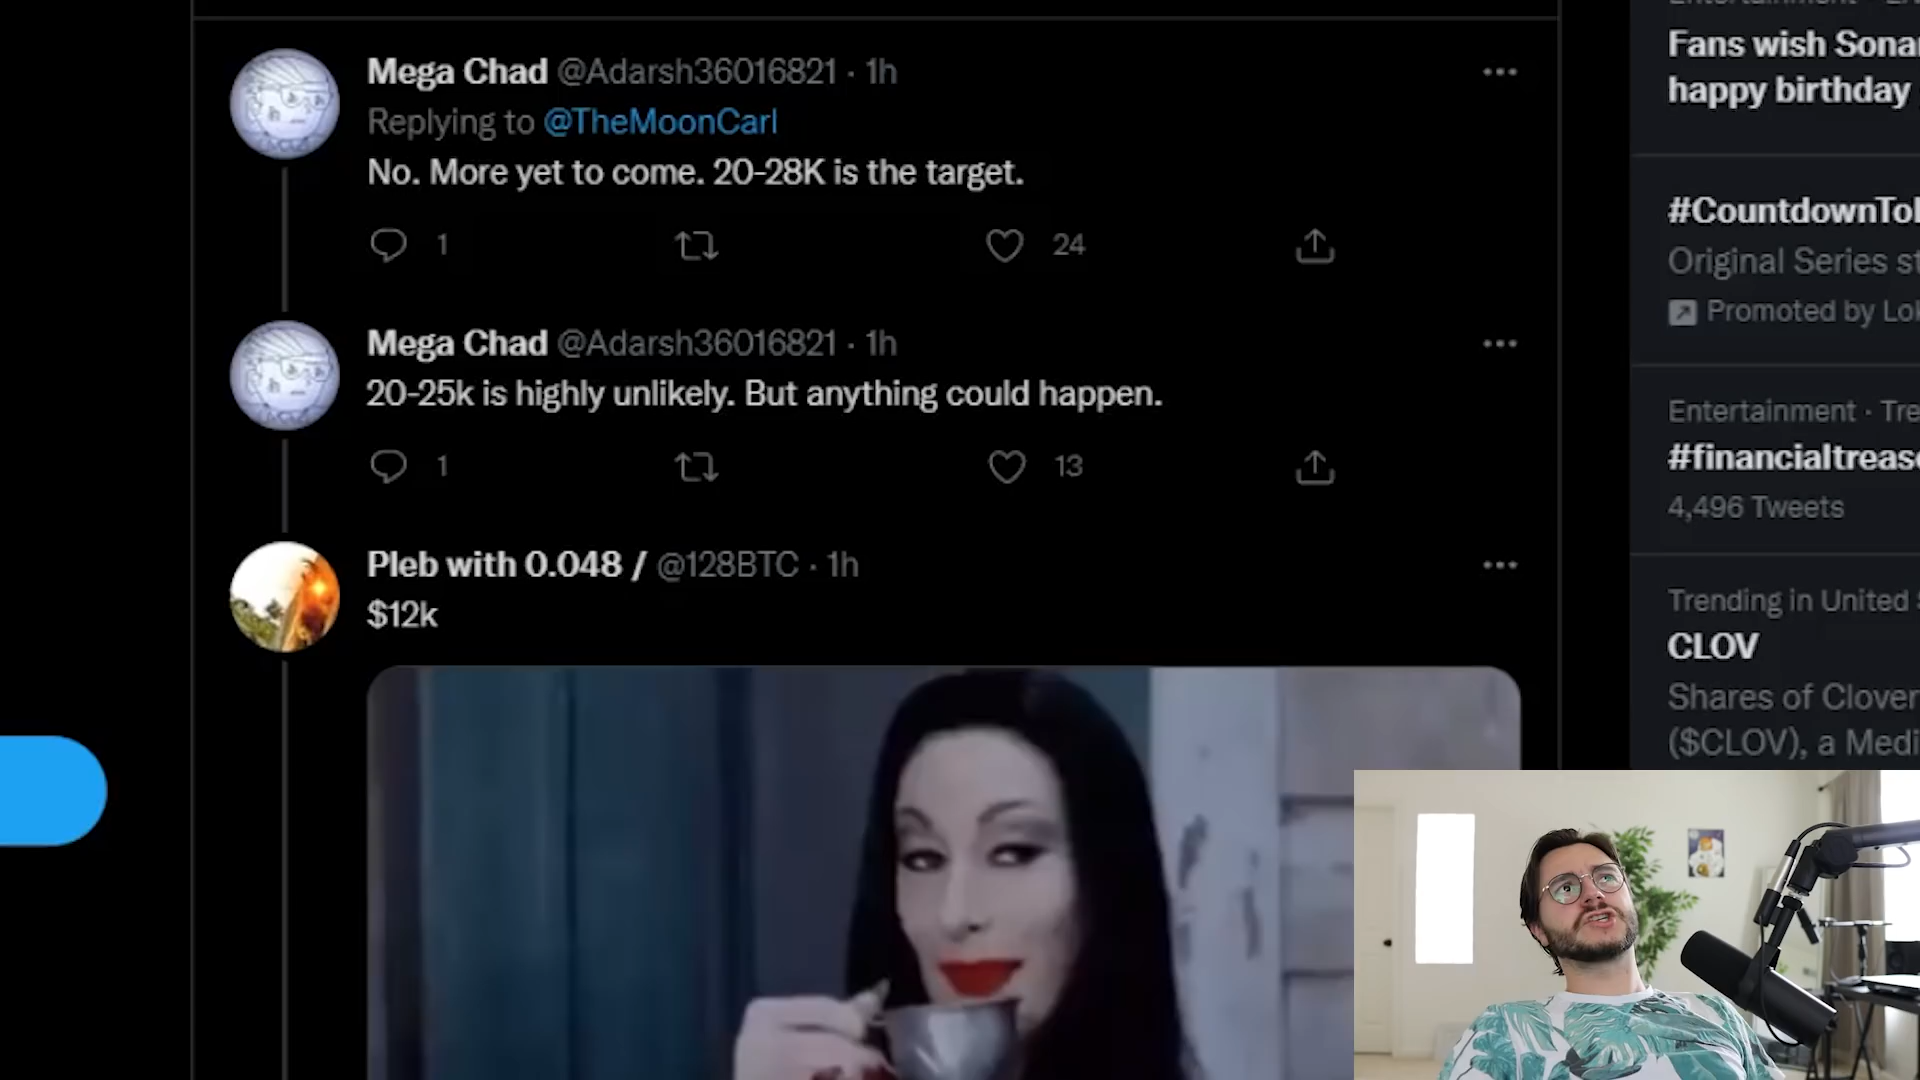 Mega Chad @Adarsh36016821 · 1h
Replying to @TheMoonCarl
No. More yet to come. 20-28K is the target.
1
24
Mega Chad @Adarsh36016821 · 1h
20-25k is highly unlikely. But anything could happen.
1
13
Pleb with 0.048 / @128BTC · 1h
$12k
Fans wish Sona
happy birthday
#CountdownTo
Original Series st
Promoted by Lo
Entertainment · Tre
#financialtreas
4,496 Tweets
Trending in United
CLOV
Shares of Clover
($CLOV), a Medi